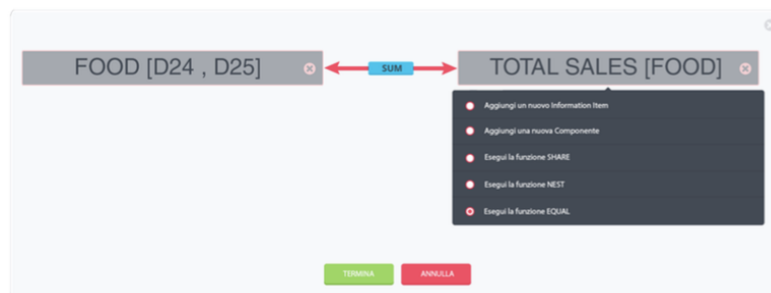 FOOD [D24 , D25]
SUM
TOTAL SALES [FOOD]
Aggiungi un nuovo Information Item
Aggiungi una nuova Componente
Esegui la funzione SHARE
Esegui la funzione NEST
Esegui la funzione EQUAL
TERMINA
ANNULLA